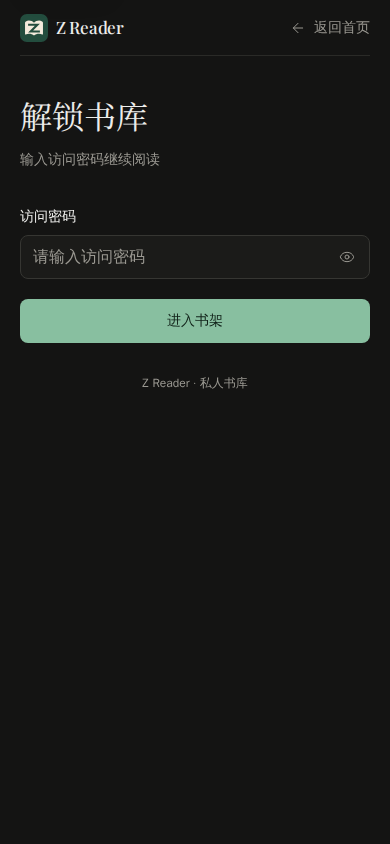 Z Reader
返回首页
解锁书库
输入访问密码继续阅读
访问密码
请输入访问密码
进入书架
Z Reader · 私人书库